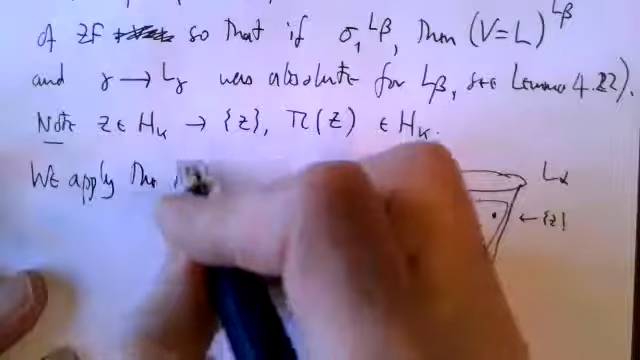 of ZF so that if σ₁^Lβ, then (V=L)^Lβ
and γ → Lγ was absolute for Lβ, see Lemma 4.22).
Note z ∈ Hκ → {z}, TC(z) ∈ Hκ.
We apply the
Lα
← {z}